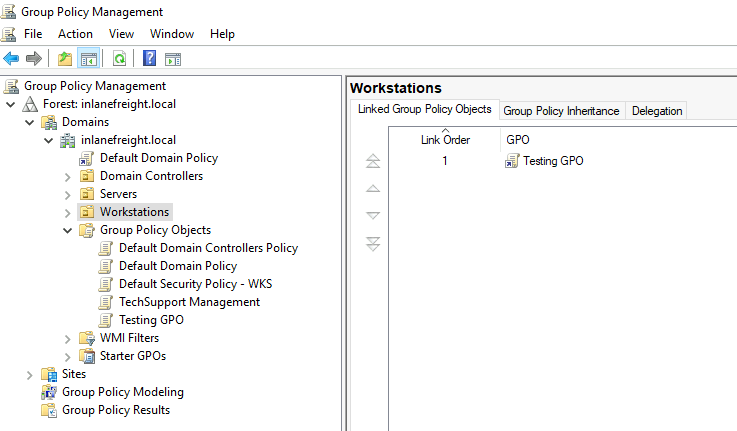 Group Policy Management
File Action View Window Help
Group Policy Management
Forest: inlanefreight.local
Domains
inlanefreight.local
Default Domain Policy
Domain Controllers
Servers
Workstations
Group Policy Objects
Default Domain Controllers Policy
Default Domain Policy
Default Security Policy - WKS
TechSupport Management
Testing GPO
WMI Filters
Starter GPOs
Sites
Group Policy Modeling
Group Policy Results
Workstations
Linked Group Policy Objects Group Policy Inheritance Delegation
Link Order GPO
1 Testing GPO